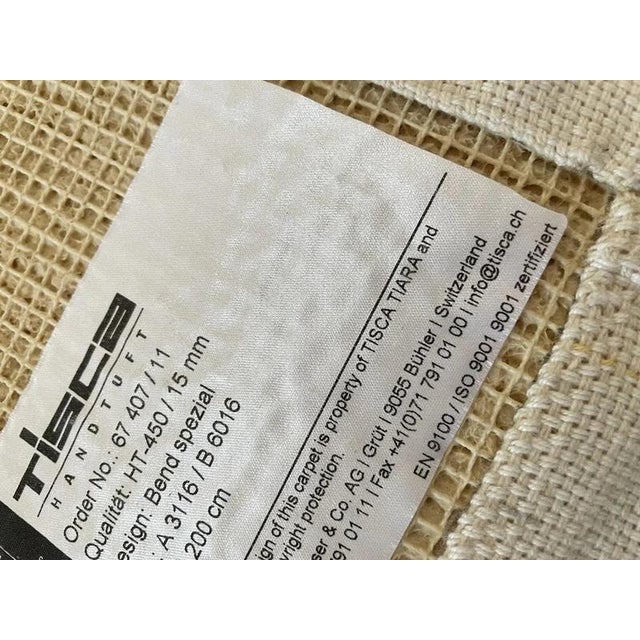 TISCA
HANDTUFT
Order No.: 67 407 / 11
Qualität: HT-450 / 15 mm
esign: Bend spezial
: A 3116 / B 6016
200 cm
ign of this carpet is property of TISCA TIARA and
yright protection.
ser & Co. AG I Grüt I 9055 Bühler I Switzerland
91 01 11 I Fax +41(0)71 791 01 00 I info@tisca.ch
EN 9100 / ISO 9001 9001 zertifiziert